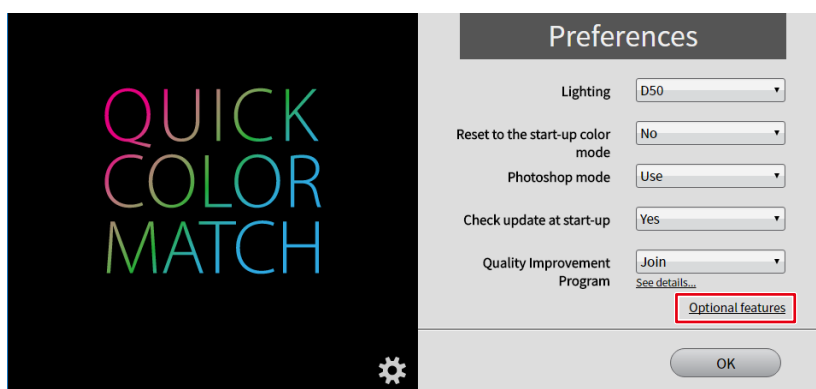 QUICK
COLOR
MATCH
Preferences
Lighting D50
Reset to the start-up color No
mode
Photoshop mode Use
Check update at start-up Yes
Quality Improvement Join
Program See details...
Optional features
OK